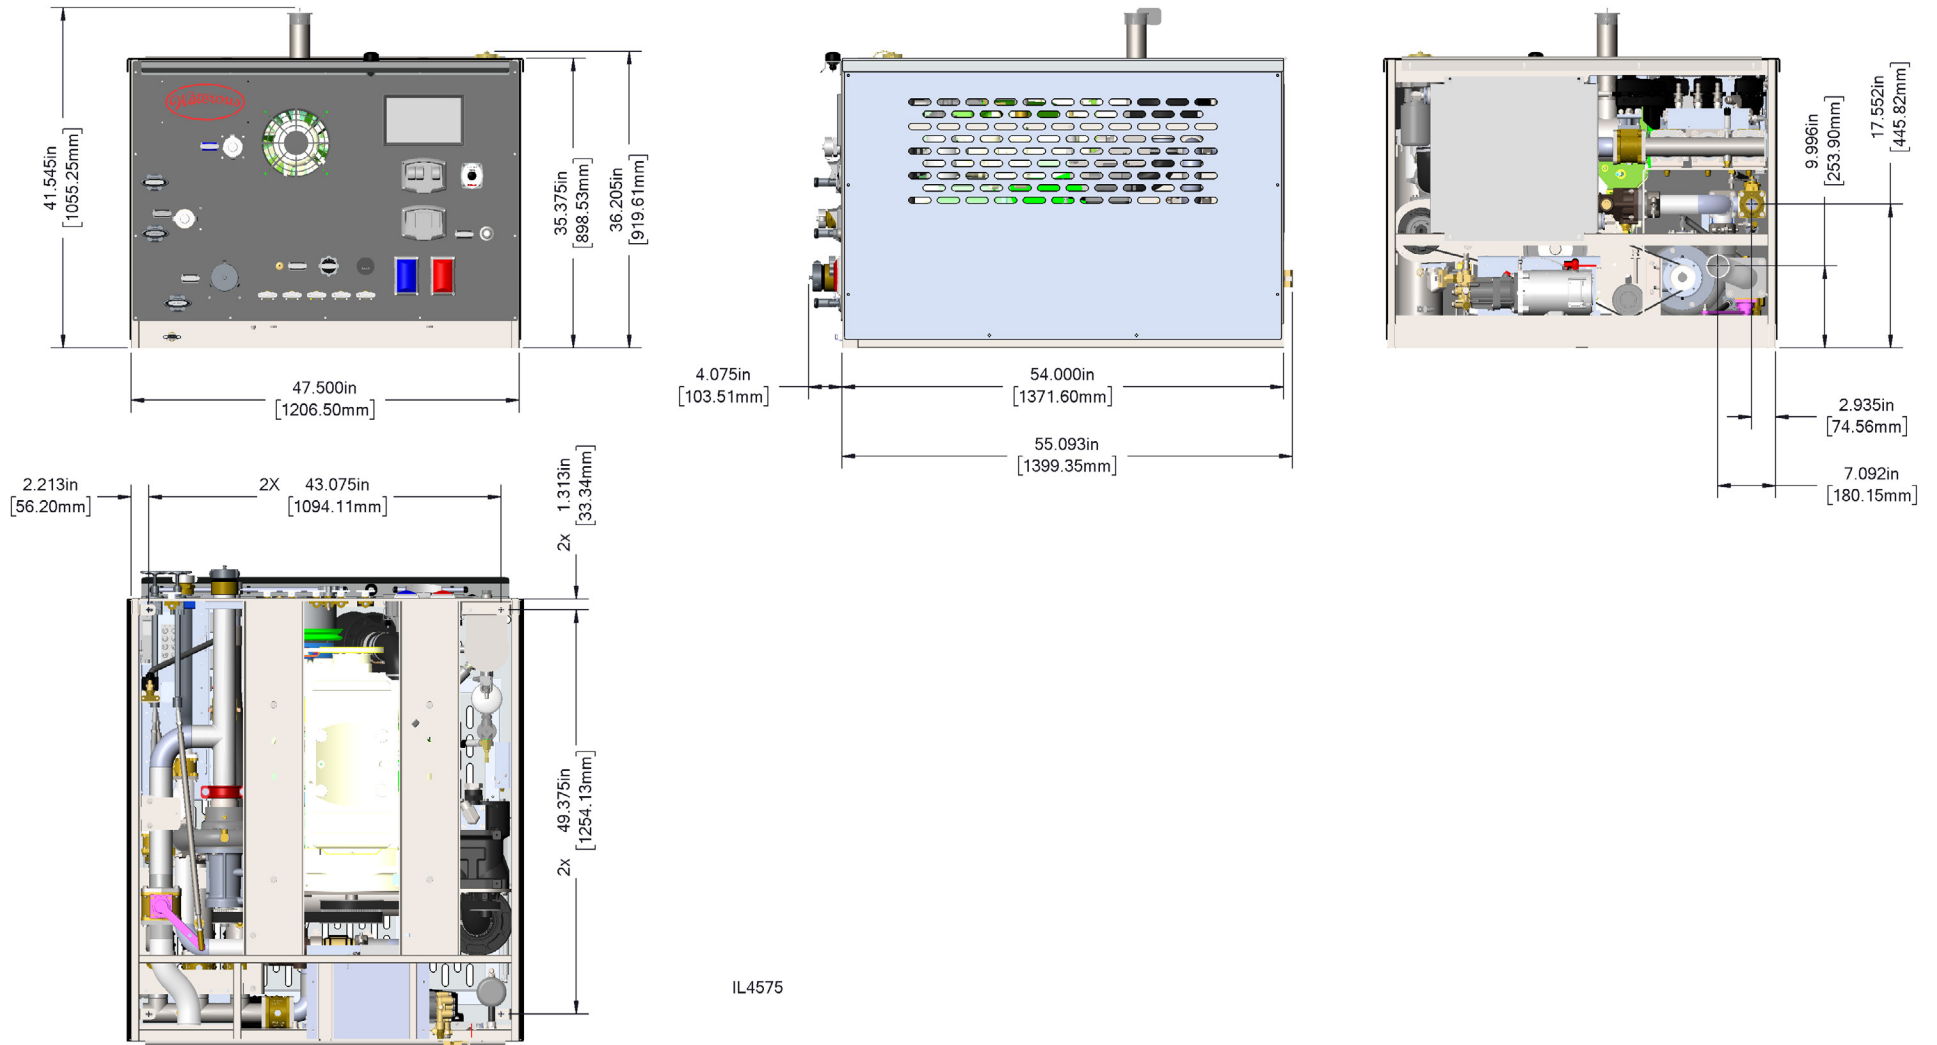 41.545in
[1055.25mm]
35.375in
[898.53mm]
36.205in
[919.61mm]
47.500in
[1206.50mm]
4.075in
[103.51mm]
54.000in
[1371.60mm]
55.093in
[1399.35mm]
9.996in
[253.90mm]
17.552in
[445.82mm]
2.935in
[74.56mm]
7.092in
[180.15mm]
2.213in
[56.20mm]
2X 43.075in
[1094.11mm]
2x 1.313in
[33.34mm]
2x 49.375in
[1254.13mm]
IL4575